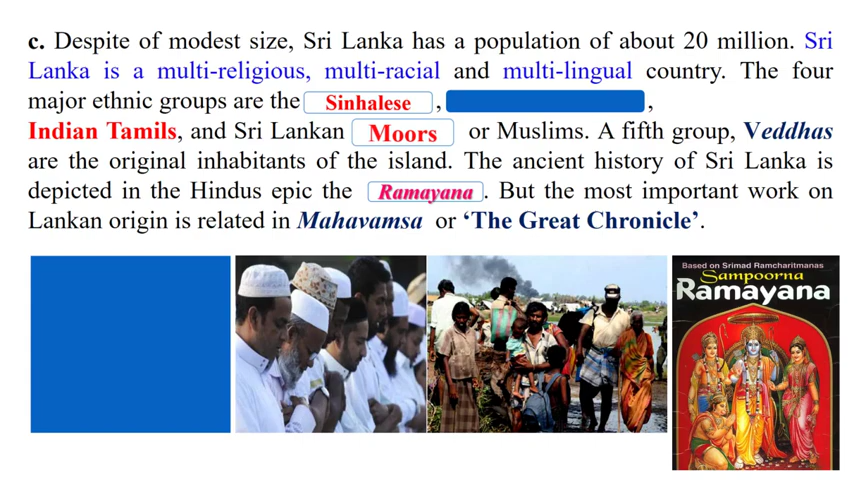 c. Despite of modest size, Sri Lanka has a population of about 20 million. Sri
Lanka is a multi-religious, multi-racial and multi-lingual country. The four
major ethnic groups are the Sinhalese , ,
Indian Tamils, and Sri Lankan Moors or Muslims. A fifth group, Veddhas
are the original inhabitants of the island. The ancient history of Sri Lanka is
depicted in the Hindus epic the Ramayana . But the most important work on
Lankan origin is related in Mahavamsa or ‘The Great Chronicle’.
Based on Srimad Ramcharitmanas
Sampoorna
Ramayana